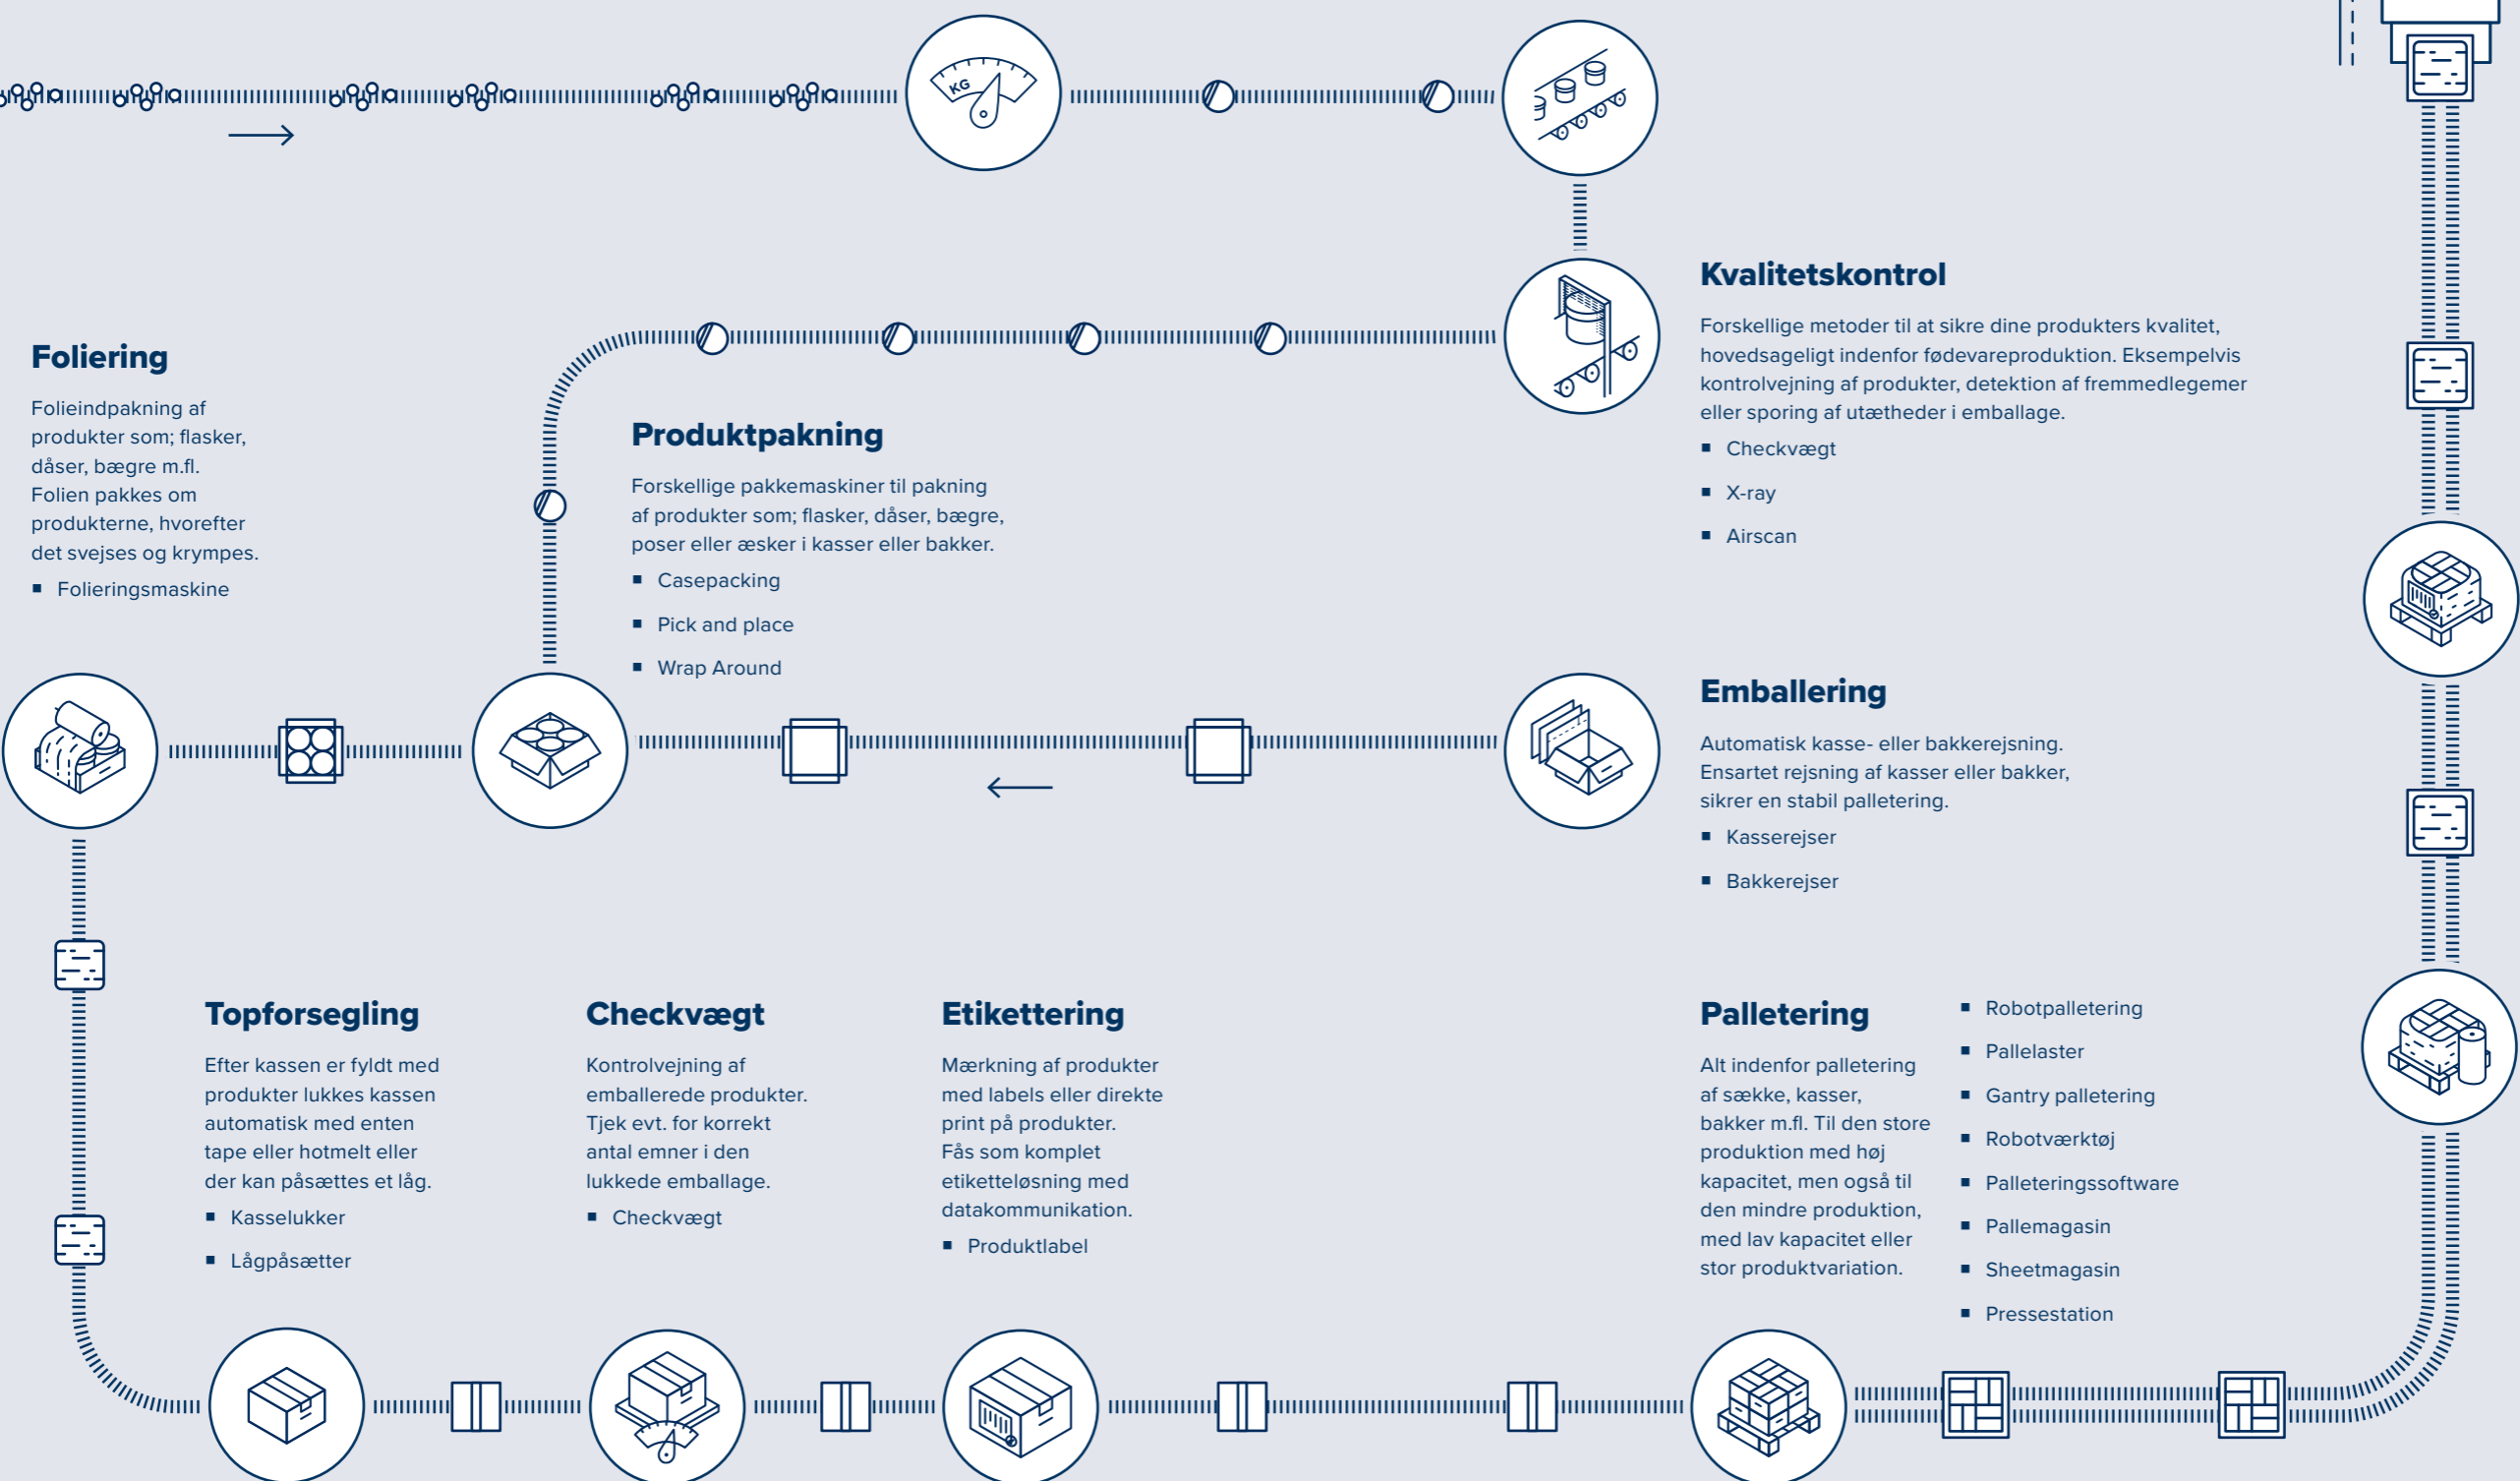 KG
Kvalitetskontrol
Forskellige metoder til at sikre dine produkters kvalitet,
hovedsageligt indenfor fødevareproduktion. Eksempelvis
kontrolvejning af produkter, detektion af fremmedlegemer
eller sporing af utætheder i emballage.
▪ Checkvægt
▪ X-ray
▪ Airscan
Foliering
Folieindpakning af
produkter som; flasker,
dåser, bægre m.fl.
Folien pakkes om
produkterne, hvorefter
det svejses og krympes.
▪ Folieringsmaskine
Produktpakning
Forskellige pakkemaskiner til pakning
af produkter som; flasker, dåser, bægre,
poser eller æsker i kasser eller bakker.
▪ Casepacking
▪ Pick and place
▪ Wrap Around
Emballering
Automatisk kasse- eller bakkerejsning.
Ensartet rejsning af kasser eller bakker,
sikrer en stabil palletering.
▪ Kasserejser
▪ Bakkerejser
Topforsegling
Efter kassen er fyldt med
produkter lukkes kassen
automatisk med enten
tape eller hotmelt eller
der kan påsættes et låg.
▪ Kasselukker
▪ Lågpåsætter
Checkvægt
Kontrolvejning af
emballerede produkter.
Tjek evt. for korrekt
antal emner i den
lukkede emballage.
▪ Checkvægt
Etikettering
Mærkning af produkter
med labels eller direkte
print på produkter.
Fås som komplet
etiketteløsning med
datakommunikation.
▪ Produktlabel
Palletering
Alt indenfor palletering
af sække, kasser,
bakker m.fl. Til den store
produktion med høj
kapacitet, men også til
den mindre produktion,
med lav kapacitet eller
stor produktvariation.
▪ Robotpalletering
▪ Pallelaster
▪ Gantry palletering
▪ Robotværktøj
▪ Palleteringssoftware
▪ Pallemagasin
▪ Sheetmagasin
▪ Pressestation